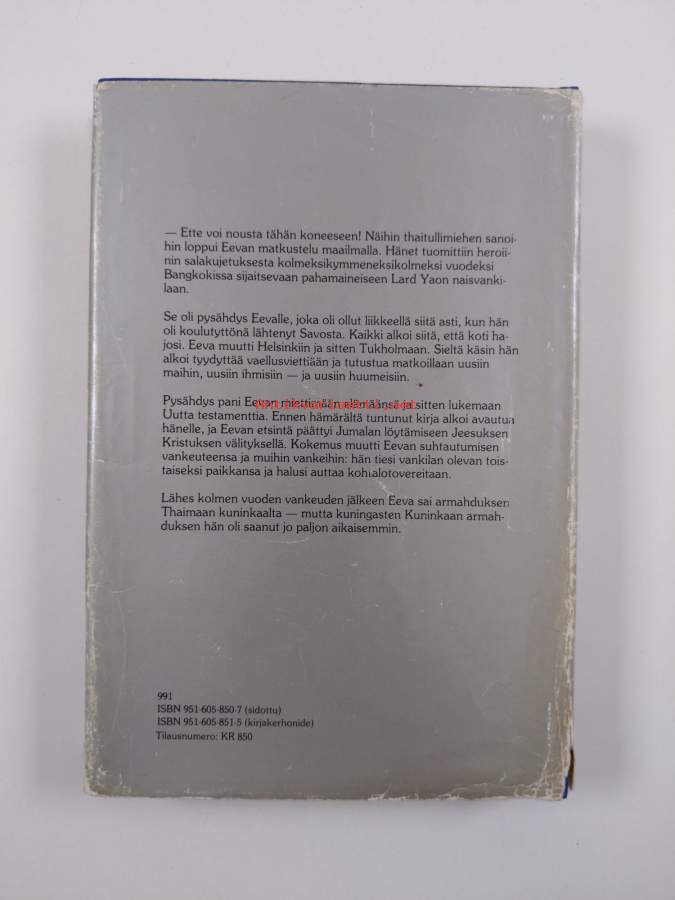 — Ette voi nousta tähän koneeseen! Näihin thaitullimiehen sanoi-
hin loppui Eevan matkustelu maailmalla. Hänet tuomittiin heroii-
nin salakujetuksesta kolmeksikymmeneksikolmeksi vuodeksi
Bangkokissa sijaitsevaan pahamaineiseen Lard Yaon naisvanki-
laan.
Se oli pysähdys Eevalle, joka oli ollut liikkeellä siitä asti, kun hän
oli koulutyttönä lähtenyt Savosta. Kaikki alkoi siitä, että koti ha-
josi. Eeva muutti Helsinkiin ja sitten Tukholmaan. Sieltä käsin hän
alkoi tyydyttää vaellusviettiään ja tutustua matkoillaan uusiin
maihin, uusiin ihmisiin — ja uusiin huumeisiin.
Pysähdys pani Eevan miettimään elämäänsä ja sitten lukemaan
Uutta testamenttia. Ennen hämärältä tuntunut kirja alkoi avautua
hänelle, ja Eevan etsintä päättyi Jumalan löytämiseen Jeesuksen
Kristuksen välityksellä. Kokemus muutti Eevan suhtautumisen
vankeuteensa ja muihin vankeihin: hän tiesi vankilan olevan tois-
taiseksi paikkansa ja halusi auttaa kohtalotovereitaan.
Lähes kolmen vuoden vankeuden jälkeen Eeva sai armahduksen
Thaimaan kuninkaalta — mutta kuningasten Kuninkaan armah-
duksen hän oli saanut jo paljon aikaisemmin.
991
ISBN 951-605-850-7 (sidottu)
ISBN 951-605-851-5 (kirjakerhonide)
Tilausnumero: KR 850